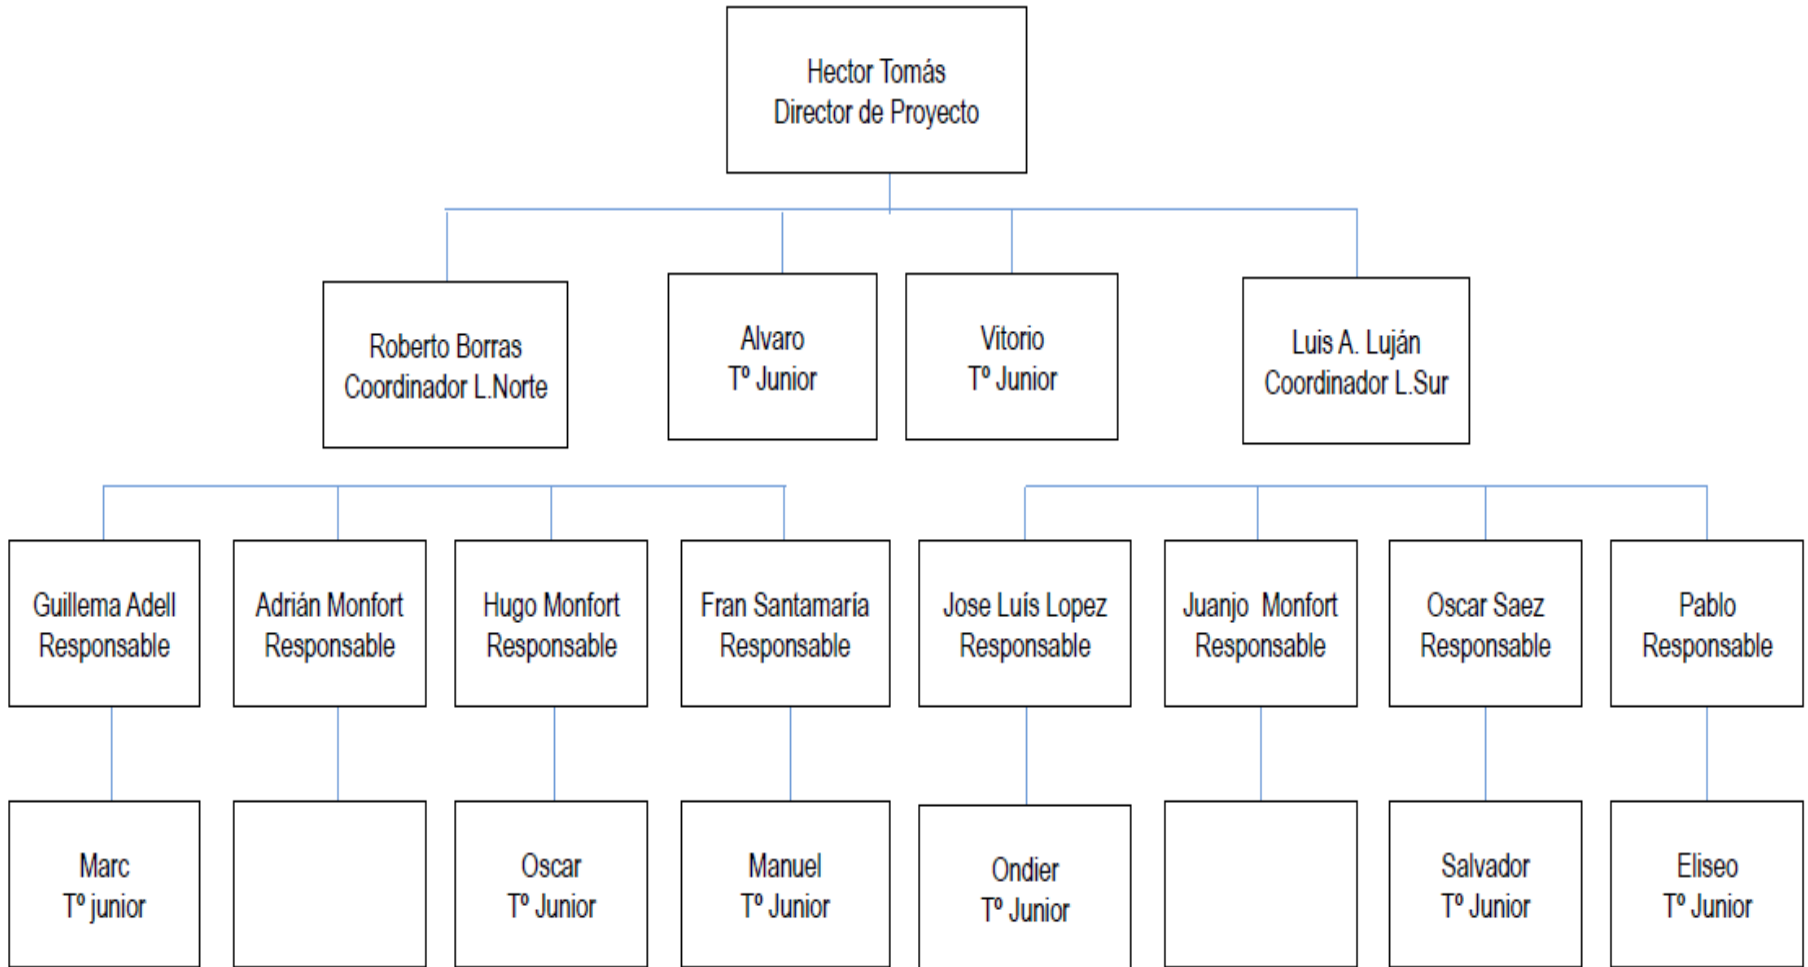 Hector Tomás
Director de Proyecto
Roberto Borras
Coordinador L.Norte
Alvaro
Tº Junior
Vitorio
Tº Junior
Luis A. Luján
Coordinador L.Sur
Guillema Adell
Responsable
Adrián Monfort
Responsable
Hugo Monfort
Responsable
Fran Santamaría
Responsable
Jose Luís Lopez
Responsable
Juanjo Monfort
Responsable
Oscar Saez
Responsable
Pablo
Responsable
Marc
Tº junior
Oscar
Tº Junior
Manuel
Tº Junior
Ondier
Tº Junior
Salvador
Tº Junior
Eliseo
Tº Junior